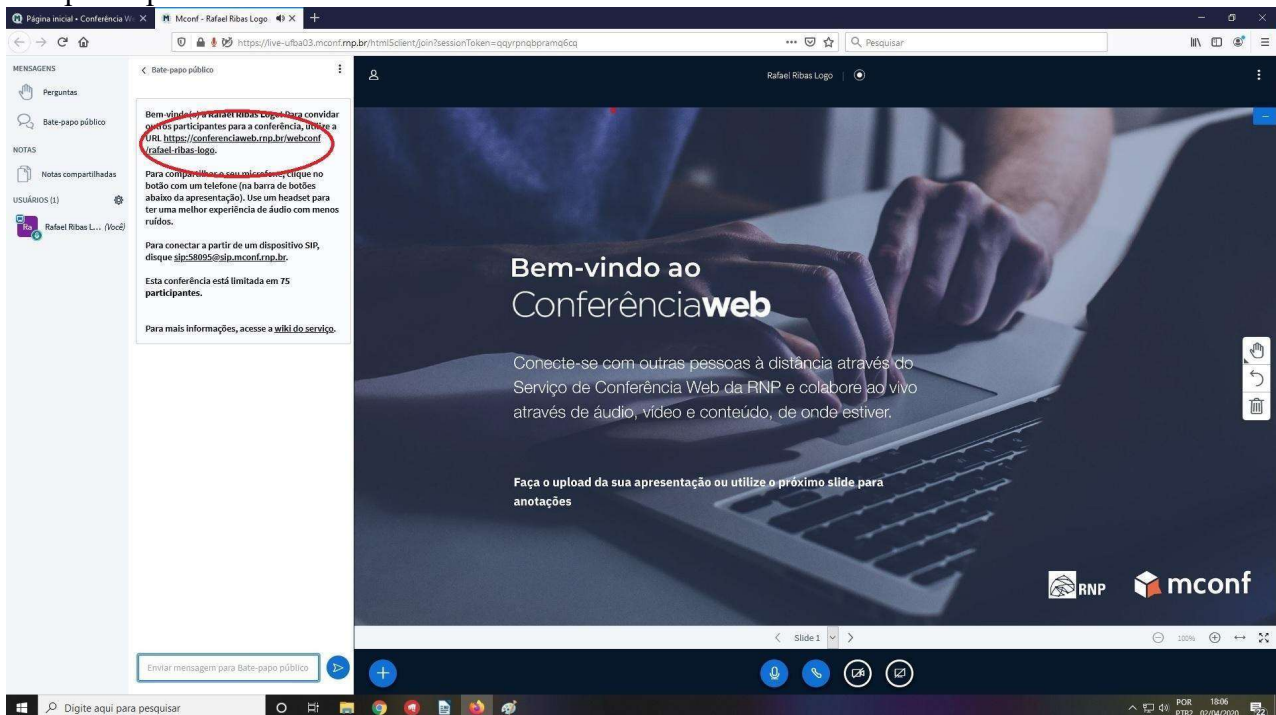 Página inicial • Conferência W
Mconf - Rafael Ribas Logo
https://live-ufba03.mconf.rnp.br/html5client/join?sessionToken=qqyrpnqbpramq6cq
Pesquisar
MENSAGENS
Perguntas
Bate-papo público
NOTAS
Notas compartilhadas
USUÁRIOS (1)
Ra
Rafael Ribas L... (Você)
Bate-papo público
Bem-vindo(a) a Rafael Ribas Logo! Para convidar
outros participantes para a conferência, utilize a
URL https://conferenciaweb.rnp.br/webconf
/rafael-ribas-logo.
Para compartilhar o seu microfone, clique no
botão com um telefone (na barra de botões
abaixo da apresentação). Use um headset para
ter uma melhor experiência de áudio com menos
ruídos.
Para conectar a partir de um dispositivo SIP,
disque sip:58095@sip.mconf.rnp.br.
Esta conferência está limitada em 75
participantes.
Para mais informações, acesse a wiki do serviço.
Enviar mensagem para Bate-papo público
Rafael Ribas Logo
Bem-vindo ao
Conferênciaweb
Conecte-se com outras pessoas à distância através do
Serviço de Conferência Web da RNP e colabore ao vivo
através de áudio, vídeo e conteúdo, de onde estiver.
Faça o upload da sua apresentação ou utilize o próximo slide para
anotações
RNP
mconf
Slide 1
100%
Digite aqui para pesquisar
POR
PTB2
18:06
02/04/2020